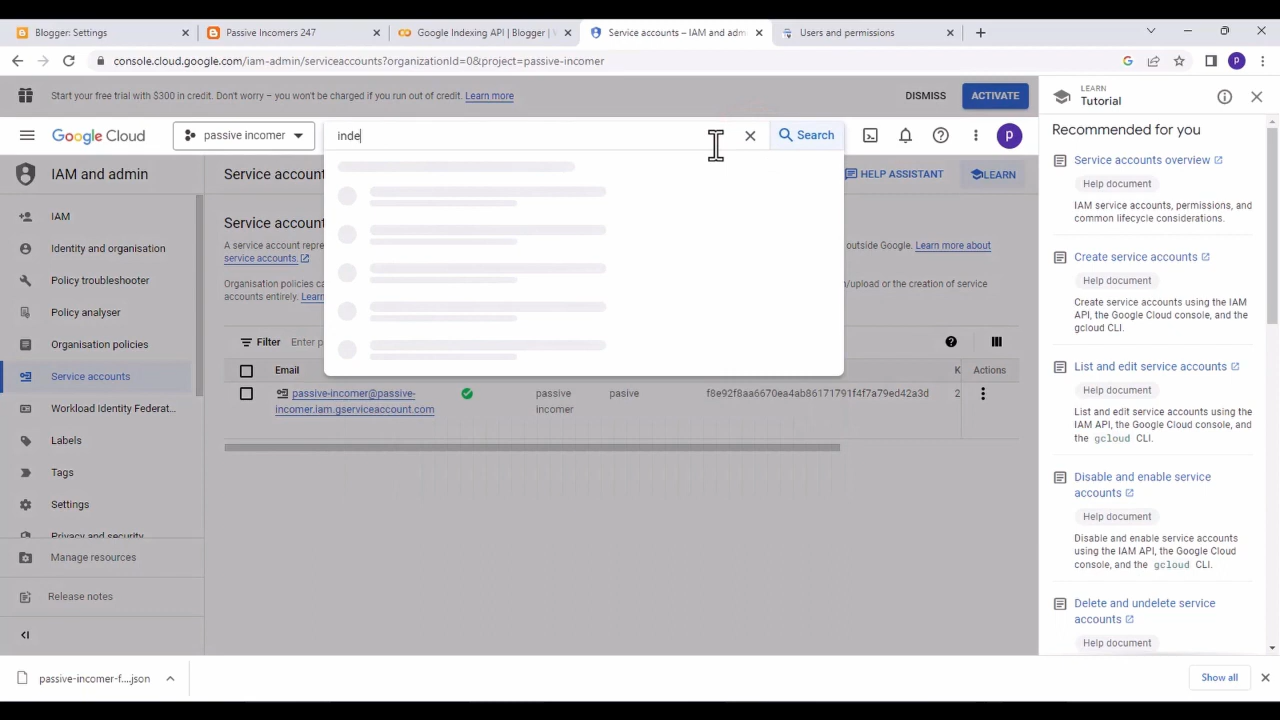 Blogger: Settings
Passive Incomers 247
Google Indexing API | Blogger |
Service accounts – IAM and adm
Users and permissions
console.cloud.google.com/iam-admin/serviceaccounts?organizationId=0&project=passive-incomer
p
Start your free trial with $300 in credit. Don't worry – you won't be charged if you run out of credit. Learn more
DISMISS
ACTIVATE
LEARN
Tutorial
Google Cloud
passive incomer
inde
Search
p
Recommended for you
IAM and admin
Service account
HELP ASSISTANT
LEARN
IAM
Identity and organisation
Policy troubleshooter
Policy analyser
Organisation policies
Service accounts
Workload Identity Federat...
Labels
Tags
Settings
Privacy and security
Manage resources
Release notes
Service account
A service account repre
outside Google. Learn more about
service accounts.
Organisation policies ca
/upload or the creation of service
accounts entirely. Learn
Filter
Enter p
Email
K
Actions
passive-incomer@passive-
incomer.iam.gserviceaccount.com
passive
incomer
pasive
f8e92f8aa6670ea4ab86171791f4f7a79ed42a3d
2
Service accounts overview
Help document
IAM service accounts, permissions, and
common lifecycle considerations.
Create service accounts
Help document
Create service accounts using the IAM
API, the Google Cloud console, and the
gcloud CLI.
List and edit service accounts
Help document
List and edit service accounts using the
IAM API, the Google Cloud console, and
the gcloud CLI.
Disable and enable service
accounts
Help document
Disable and enable service accounts
using the IAM API, the Google Cloud
console, and the gcloud CLI.
Delete and undelete service
accounts
Help document
passive-incomer-f....json
Show all